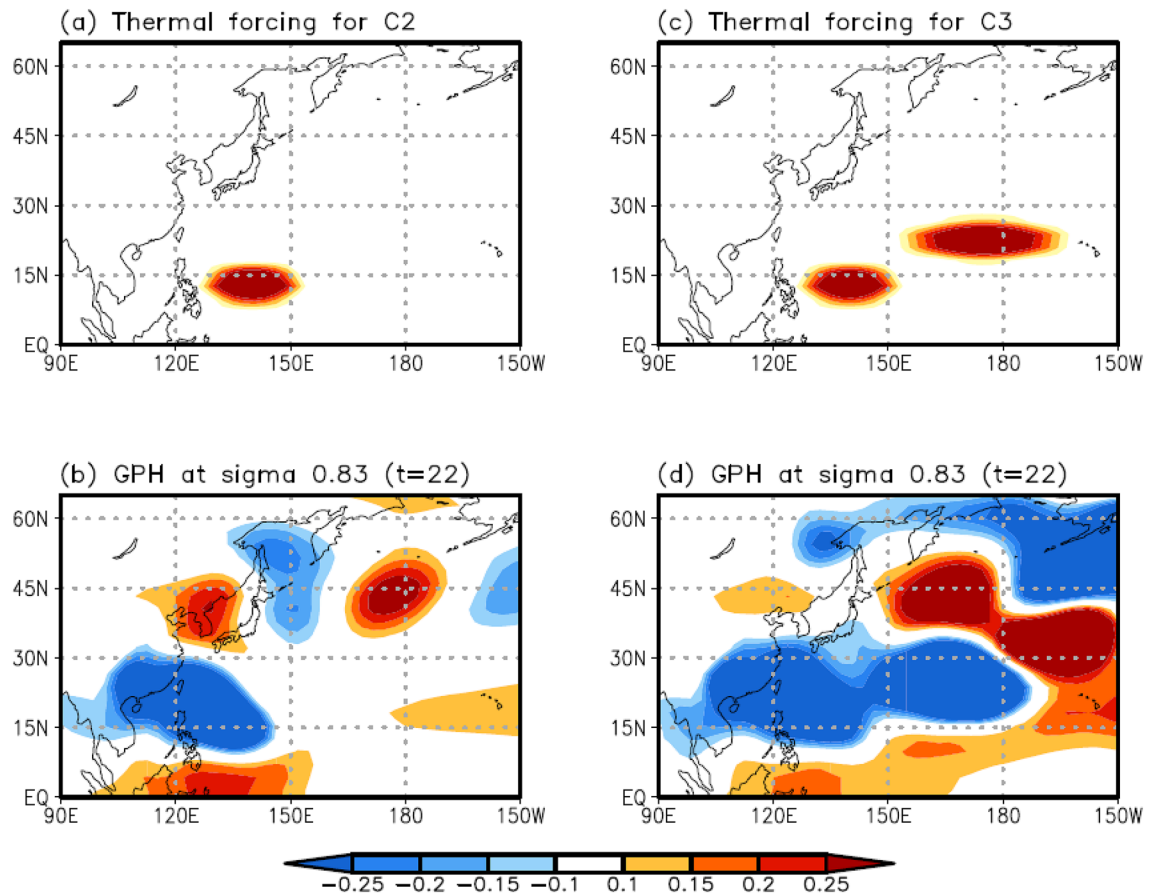 (a) Thermal forcing for C2
60N
45N
30N
15N
EQ
90E 120E 150E 180 150W
(c) Thermal forcing for C3
60N
45N
30N
15N
EQ
90E 120E 150E 180 150W
(b) GPH at sigma 0.83 (t=22)
60N
45N
30N
15N
EQ
90E 120E 150E 180 150W
(d) GPH at sigma 0.83 (t=22)
60N
45N
30N
15N
EQ
90E 120E 150E 180 150W
-0.25 -0.2 -0.15 -0.1 0.1 0.15 0.2 0.25